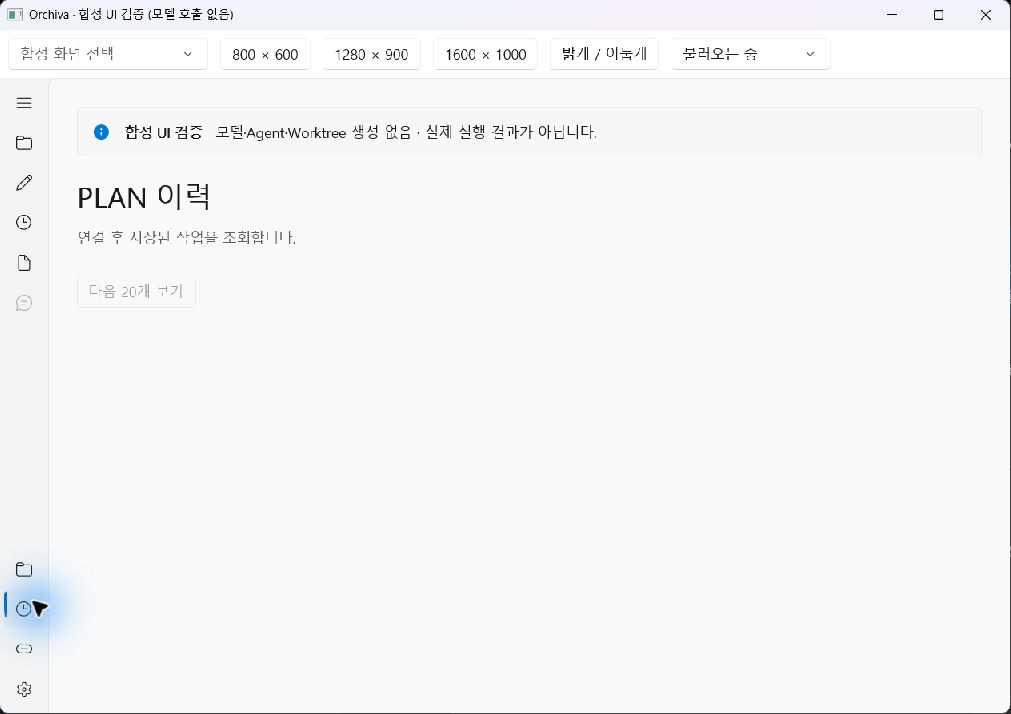 Orchiva · 합성 UI 검증 (모델 호출 없음)
합성 화면 선택
800 × 600
1280 × 900
1600 × 1000
밝게 / 어둡게
불러오는 중
합성 UI 검증 모델·Agent·Worktree 생성 없음 · 실제 실행 결과가 아닙니다.
PLAN 이력
연결 후 저장된 작업을 조회합니다.
다음 20개 보기